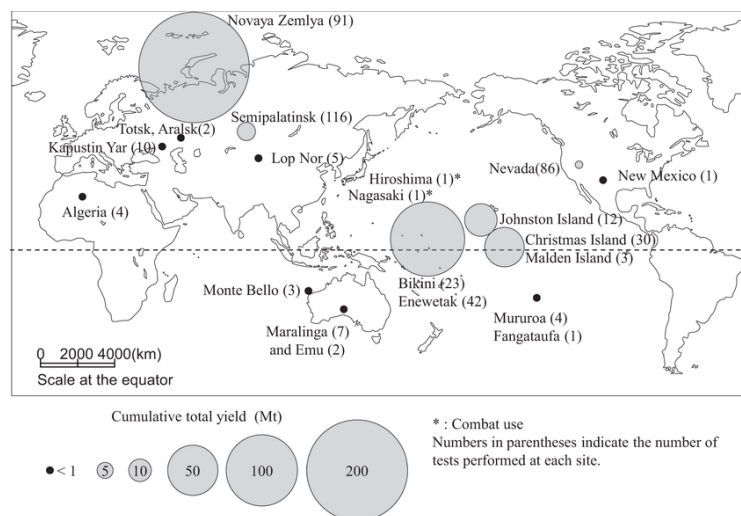 Novaya Zemlya (91)
Semipalatinsk (116)
Totsk, Aralsk(2)
Kapustin Yar (10)
Lop Nor (5)
Nevada(86)
Hiroshima (1)*
New Mexico (1)
Nagasaki (1)*
Algeria (4)
Johnston Island (12)
Christmas Island (30)
Malden Island (3)
Monte Bello (3)
Bikini (23)
Enewetak (42)
Mururoa (4)
Fangataufa (1)
Maralinga (7)
and Emu (2)
0 2000 4000(km)
Scale at the equator
Cumulative total yield (Mt)
< 1 5 10 50 100 200
* : Combat use
Numbers in parentheses indicate the number of
tests performed at each site.